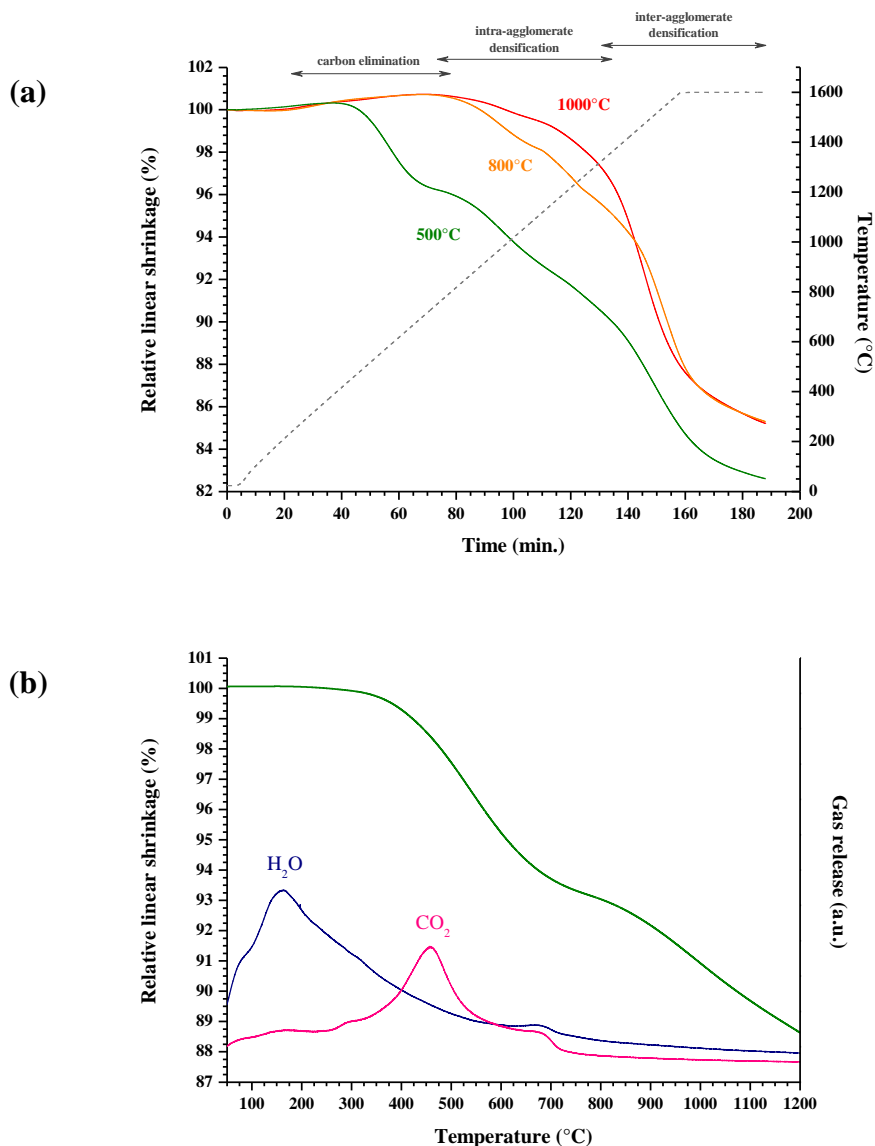 (a)
carbon elimination
intra-agglomerate
densification
inter-agglomerate
densification
102
100
98
96
94
92
90
88
86
84
82
Relative linear shrinkage (%)
1000°C
800°C
500°C
1600
1400
1200
1000
800
600
400
200
0
Temperature (°C)
0 20 40 60 80 100 120 140 160 180 200
Time (min.)
(b)
101
100
99
98
97
96
95
94
93
92
91
90
89
88
87
Relative linear shrinkage (%)
H₂O
CO₂
Gas release (a.u.)
100 200 300 400 500 600 700 800 900 1000 1100 1200
Temperature (°C)